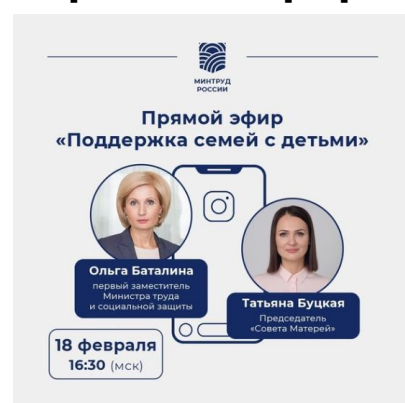 МИНТРУД
РОССИИ
Прямой эфир
«Поддержка семей с детьми»
Ольга Баталина
первый заместитель
Министра труда
и социальной защиты
Татьяна Буцкая
Председатель
«Совета Матерей»
18 февраля
16:30 (мск)